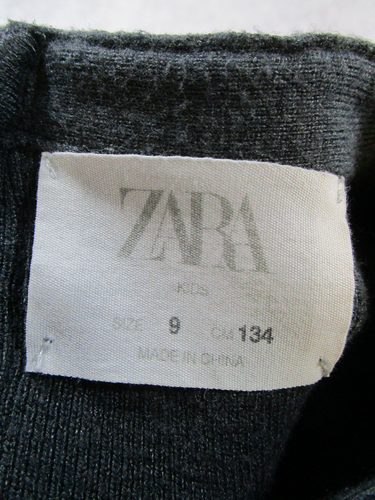 ZARA
KIDS
SIZE 9 CM 134
MADE IN CHINA